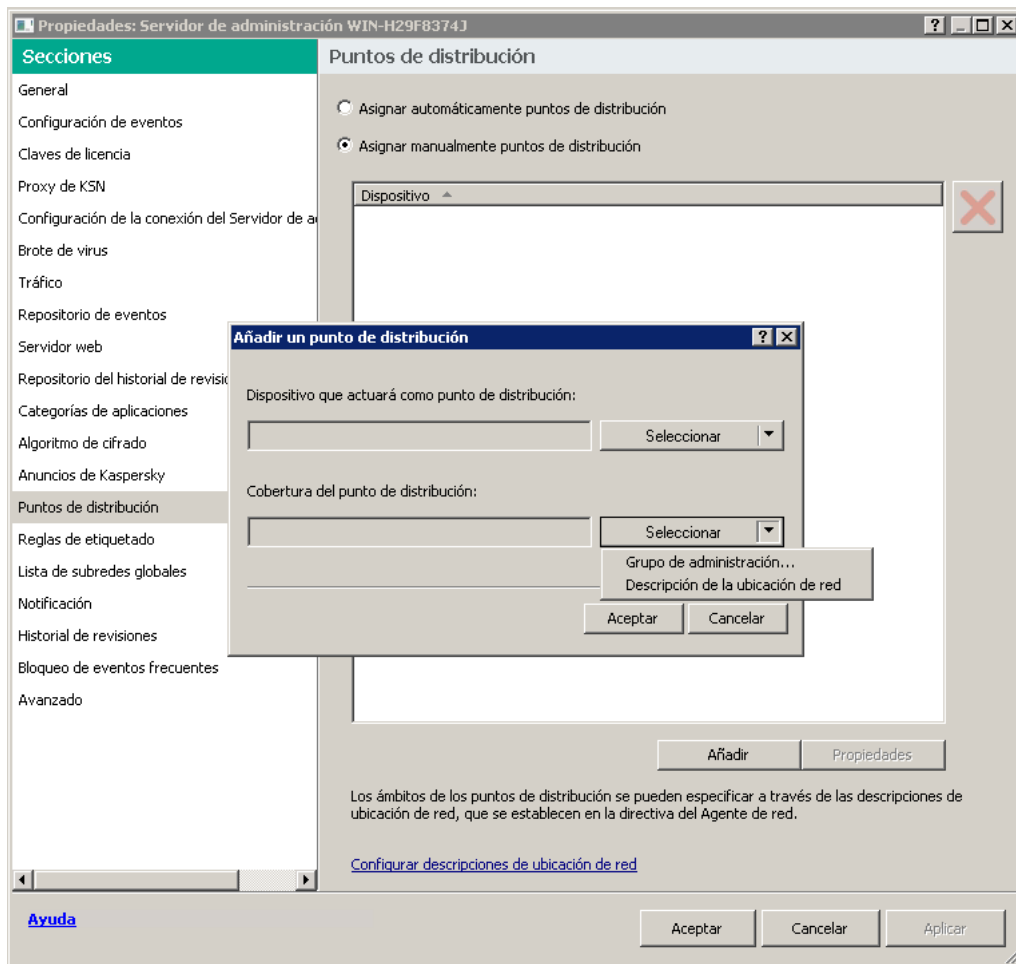 Propiedades: Servidor de administración WIN-H29F8374J
Secciones
General
Configuración de eventos
Claves de licencia
Proxy de KSN
Configuración de la conexión del Servidor de
Brote de virus
Tráfico
Repositorio de eventos
Servidor web
Repositorio del historial de
Categorías de aplicaciones
Algoritmo de cifrado
Anuncios de Kaspersky
Puntos de distribución
Reglas de etiquetado
Lista de subredes globales
Notificación
Historial de revisiones
Bloqueo de eventos frecuentes
Avanzado
Puntos de distribución
Asignar automáticamente puntos de distribución
Asignar manualmente puntos de distribución
Dispositivo
Añadir un punto de distribución
Dispositivo que actuará como punto de distribución:
Seleccionar
Cobertura del punto de distribución:
Seleccionar
Grupo de administración...
Descripción de la ubicación de red
Aceptar Cancelar
Añadir Propiedades
Los ámbitos de los puntos de distribución se pueden especificar a través de las descripciones de
ubicación de red, que se establecen en la directiva del Agente de red.
Configurar descripciones de ubicación de red
Ayuda
Aceptar Cancelar Aplicar